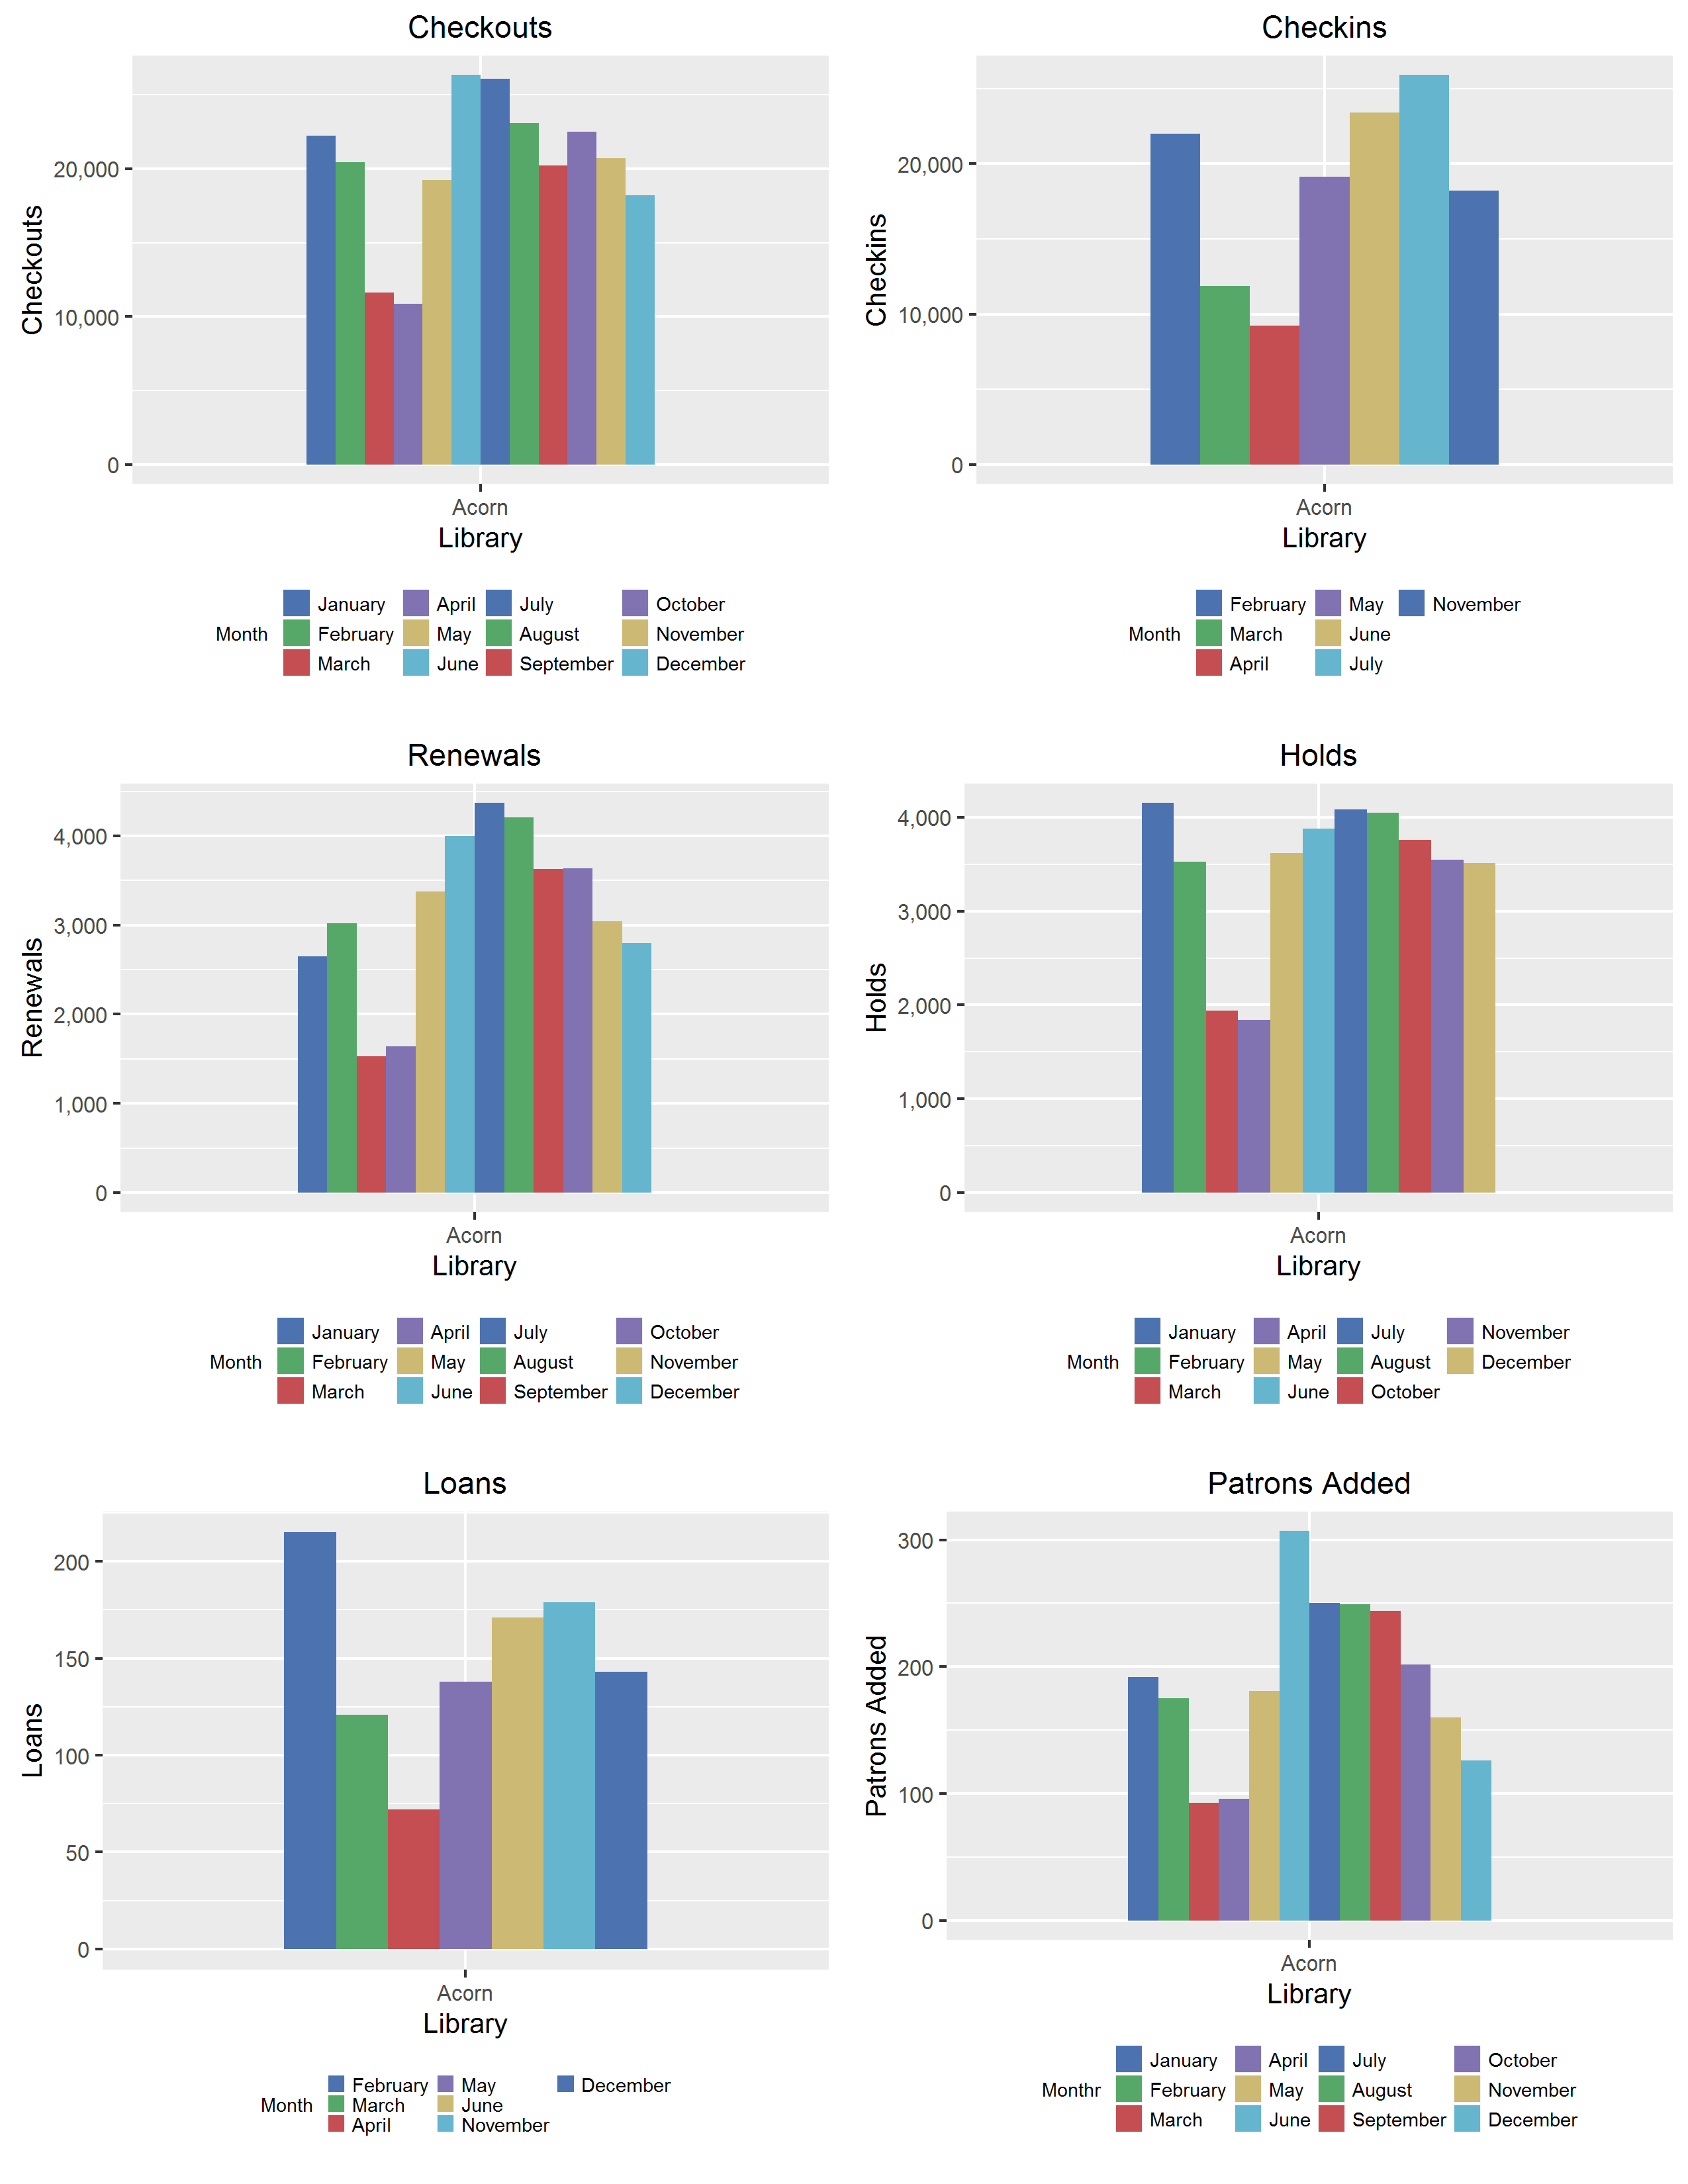 Checkouts
Checkouts
20,000
10,000
0
Acorn
Library
Month
January April July October
February May August November
March June September December
Checkins
Checkins
20,000
10,000
0
Acorn
Library
Month
February May November
March June
April July
Renewals
Renewals
4,000
3,000
2,000
1,000
0
Acorn
Library
Month
January April July October
February May August November
March June September December
Holds
Holds
4,000
3,000
2,000
1,000
0
Acorn
Library
Month
January April July November
February May August December
March June October
Loans
Loans
200
150
100
50
0
Acorn
Library
Month
February May December
March June
April November
Patrons Added
Patrons Added
300
200
100
0
Acorn
Library
Monthr
January April July October
February May August November
March June September December